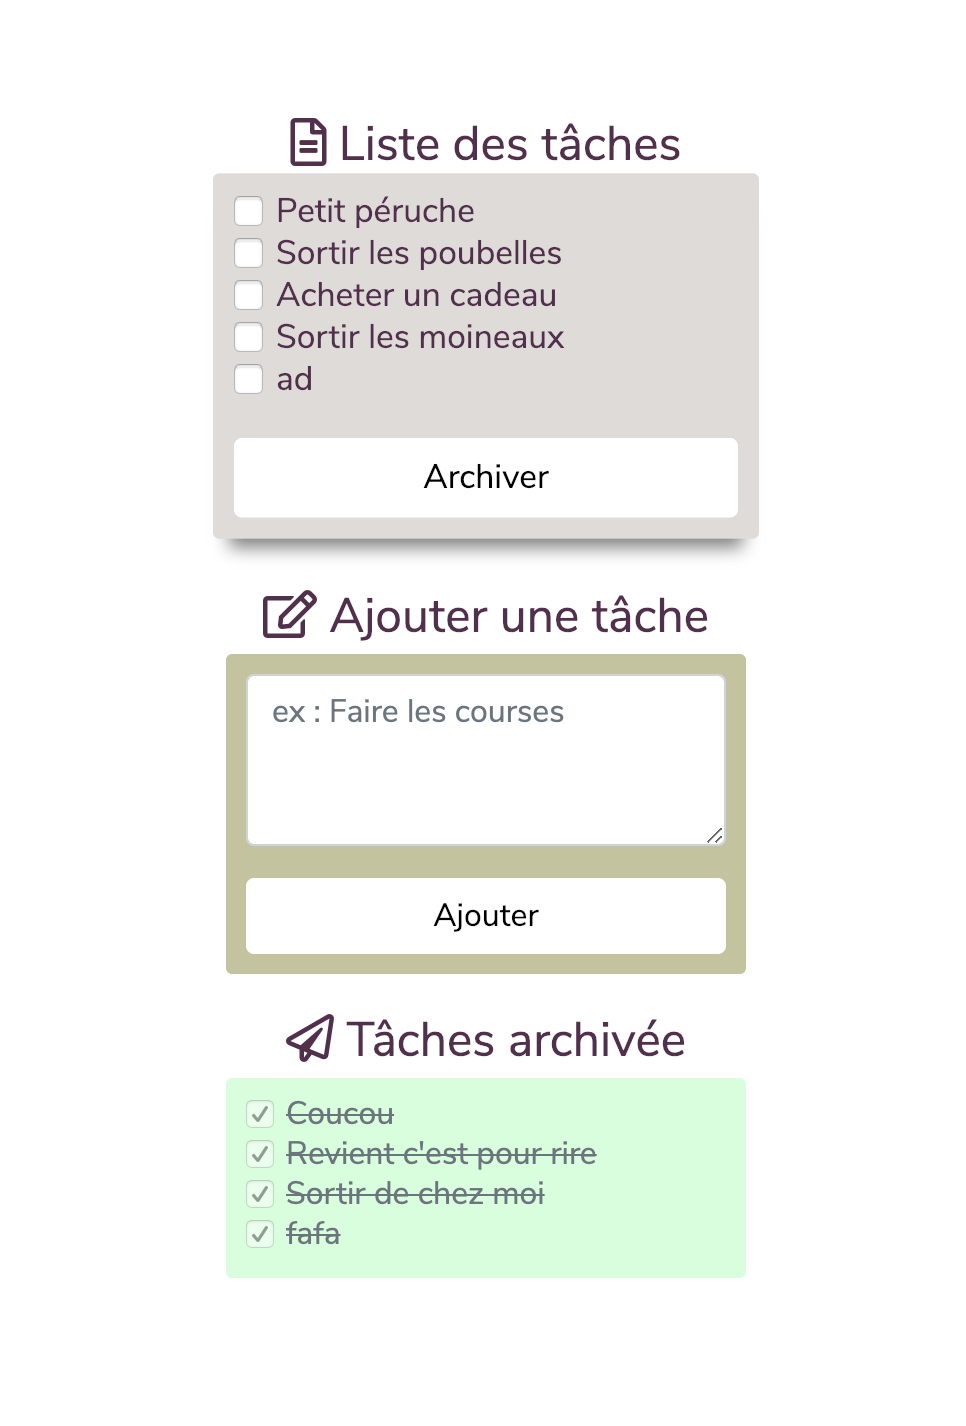 Liste des tâches
Petit péruche
Sortir les poubelles
Acheter un cadeau
Sortir les moineaux
ad
Archiver
Ajouter une tâche
ex : Faire les courses
Ajouter
Tâches archivée
Coucou
Revient c'est pour rire
Sortir de chez moi
fafa